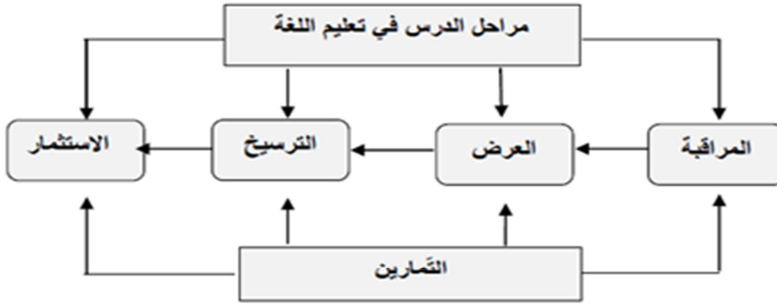 مراحل الدرس في تعليم اللغة
المراقبة
العرض
الترسيخ
الاستثمار
التّمارين